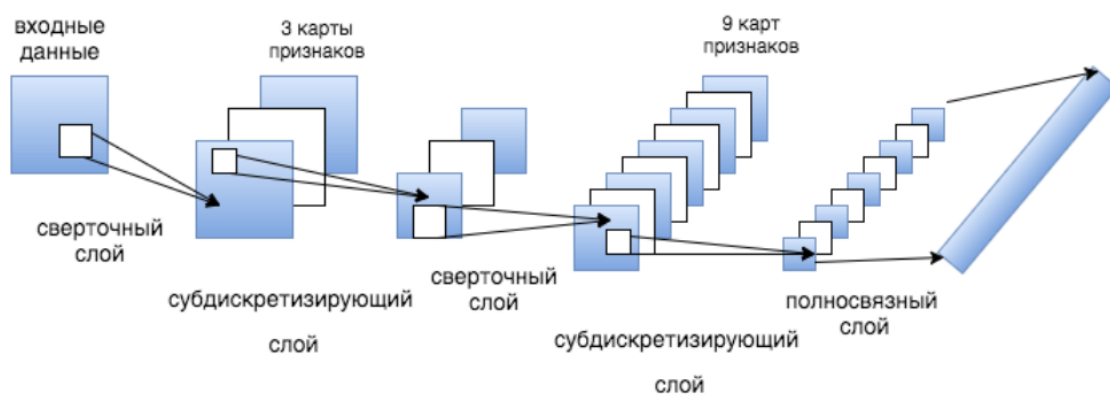 входные
данные
3 карты
признаков
9 карт
признаков
сверточный
слой
субдискретизирующий
слой
сверточный
слой
субдискретизирующий
слой
полносвязный
слой